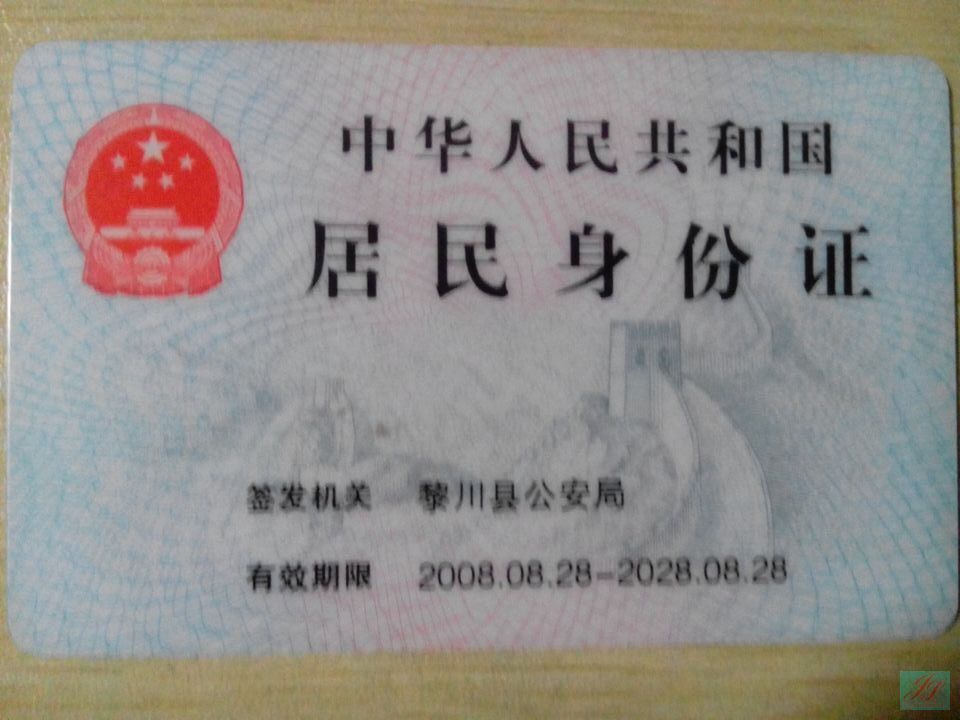 中华人民共和国
居民身份证
签发机关 黎川县公安局
有效期限 2008.08.28-2028.08.28